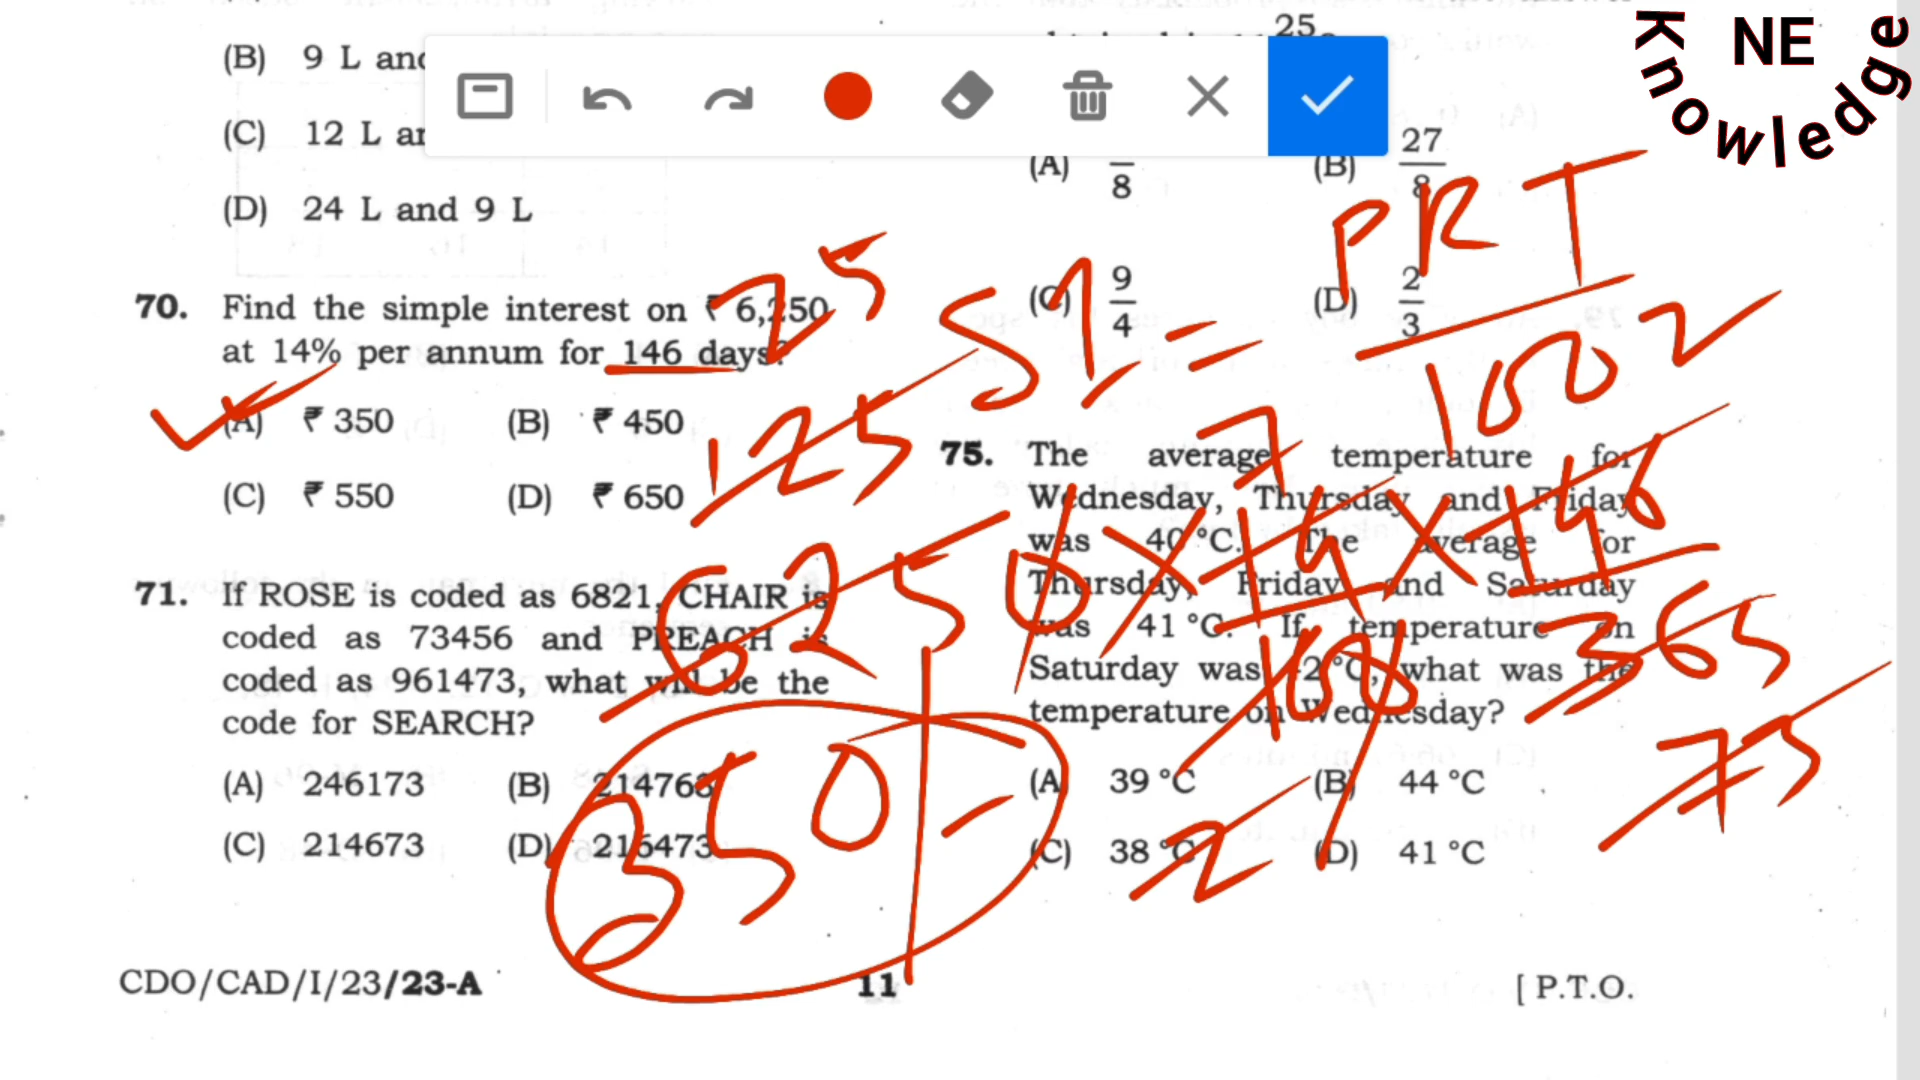 (B) 9 L and
(C) 12 L ar
(D) 24 L and 9 L
70. Find the simple interest on ₹ 6,250
at 14% per annum for 146 days?
(A) ₹ 350 (B) ₹ 450
(C) ₹ 550 (D) ₹ 650
71. If ROSE is coded as 6821, CHAIR is
coded as 73456 and PREACH is
coded as 961473, what will be the
code for SEARCH?
(A) 246173 (B) 214763
(C) 214673 (D) 216473
CDO/CAD/I/23/23-A
11
25
(A) 8 (B) 27/8
(C) 9/4 (D) 2/3
75. The average temperature for
Wednesday, Thursday and Friday
was 40 °C. The average for
Thursday, Friday and Saturday
was 41 °C. If temperature on
Saturday was 42 °C, what was the
temperature on Wednesday?
(A) 39 °C (B) 44 °C
(C) 38 °C (D) 41 °C
[ P.T.O.
NE
Knowledge
SI = PRT
100
25
125
7
2
6250 × 14 × 146
100 365
2 73
350